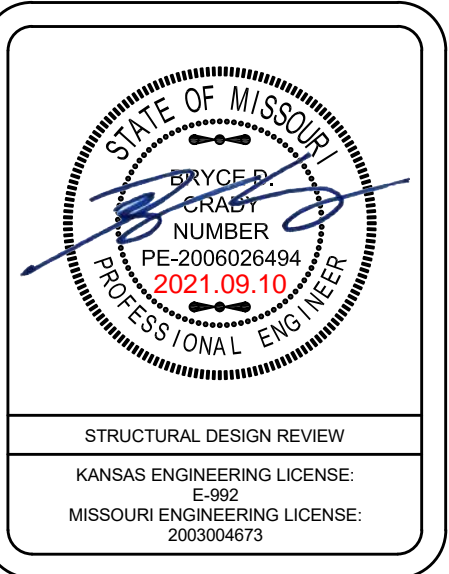 STATE OF MISSOURI
BRYCE D.
CRADY
NUMBER
PE-2006026494
2021.09.10
PROFESSIONAL ENGINEER
STRUCTURAL DESIGN REVIEW
KANSAS ENGINEERING LICENSE:
E-992
MISSOURI ENGINEERING LICENSE:
2003004673